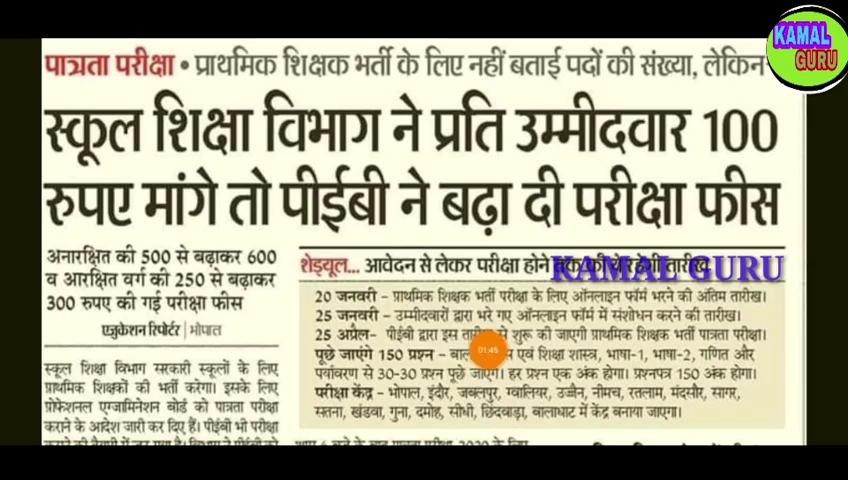 KAMAL
GURU
पात्रता परीक्षा • प्राथमिक शिक्षक भर्ती के लिए नहीं बताई पदों की संख्या, लेकिन
स्कूल शिक्षा विभाग ने प्रति उम्मीदवार 100
रुपए मांगे तो पीईबी ने बढ़ा दी परीक्षा फीस
अनारक्षित की 500 से बढ़ाकर 600
व आरक्षित वर्ग की 250 से बढ़ाकर
300 रुपए की गई परीक्षा फीस
एजुकेशन रिपोर्टर | भोपाल
स्कूल शिक्षा विभाग सरकारी स्कूलों के लिए
प्राथमिक शिक्षकों की भर्ती करेगा। इसके लिए
प्रोफेशनल एग्जामिनेशन बोर्ड को पात्रता परीक्षा
कराने के आदेश जारी कर दिए हैं। पीईबी भी परीक्षा
शेड्यूल... आवेदन से लेकर परीक्षा होने तक तारीख
KAMAL GURU
20 जनवरी - प्राथमिक शिक्षक भर्ती परीक्षा के लिए ऑनलाइन फॉर्म भरने की अंतिम तारीख।
25 जनवरी - उम्मीदवारों द्वारा भरे गए ऑनलाइन फॉर्म में संशोधन करने की तारीख।
25 अप्रैल- पीईबी द्वारा इस तारीख से शुरू की जाएगी प्राथमिक शिक्षक भर्ती पात्रता परीक्षा।
01:45
पूछे जाएंगे 150 प्रश्न - एवं शिक्षा शास्त्र, भाषा-1, भाषा-2, गणित और
पर्यावरण से 30-30 प्रश्न पूछे जाएंगे। हर प्रश्न एक अंक होगा। प्रश्नपत्र 150 अंक होगा।
परीक्षा केंद्र - भोपाल, इंदौर, जबलपुर, ग्वालियर, उज्जैन, नीमच, रतलाम, मंदसौर, सागर,
सतना, खंडवा, गुना, दमोह, सीधी, छिंदवाड़ा, बालाघाट में केंद्र बनाया जाएगा।